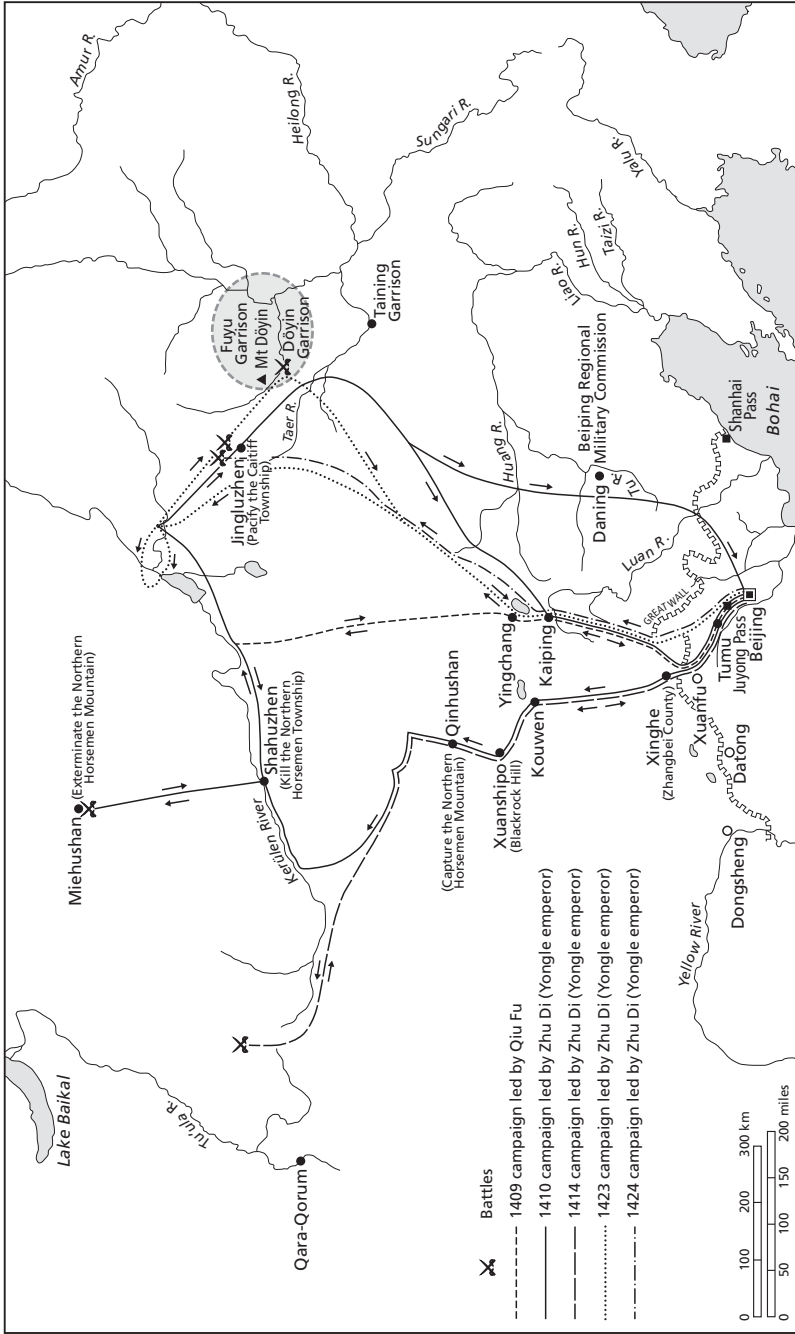 Amur R.
Heilong R.
Sungari R.
Yalu R.
Fuyu
Garrison
Mt Döyin
Döyin
Garrison
Taining
Garrison
Taer R.
Jingluzhen
(Pacify the Caitiff
Township)
Liao R.
Hun R.
Taizi R.
Huang R.
Beiping Regional
Military Commission
Daning
Tu R.
Luan R.
Shanhai
Pass
Bohai
GREAT WALL
Yingchang
Kaiping
Tumu
Juyong Pass
Beijing
Miehushan
(Exterminate the Northern
Horsemen Mountain)
Shahuzhen
(Kill the Northern
Horsemen Township)
Kerülen River
Qinhushan
(Capture the Northern
Horsemen Mountain)
Xuanshipo
(Blackrock Hill)
Kouwen
Xinghe
(Zhangbei County)
Xuanfu
Datong
Dongsheng
Yellow River
Lake Baikal
Tu'ula R.
Qara-Qorum
Battles
1409 campaign led by Qiu Fu
1410 campaign led by Zhu Di (Yongle emperor)
1414 campaign led by Zhu Di (Yongle emperor)
1423 campaign led by Zhu Di (Yongle emperor)
1424 campaign led by Zhu Di (Yongle emperor)
0 100 200 300 km
0 50 100 150 200 miles